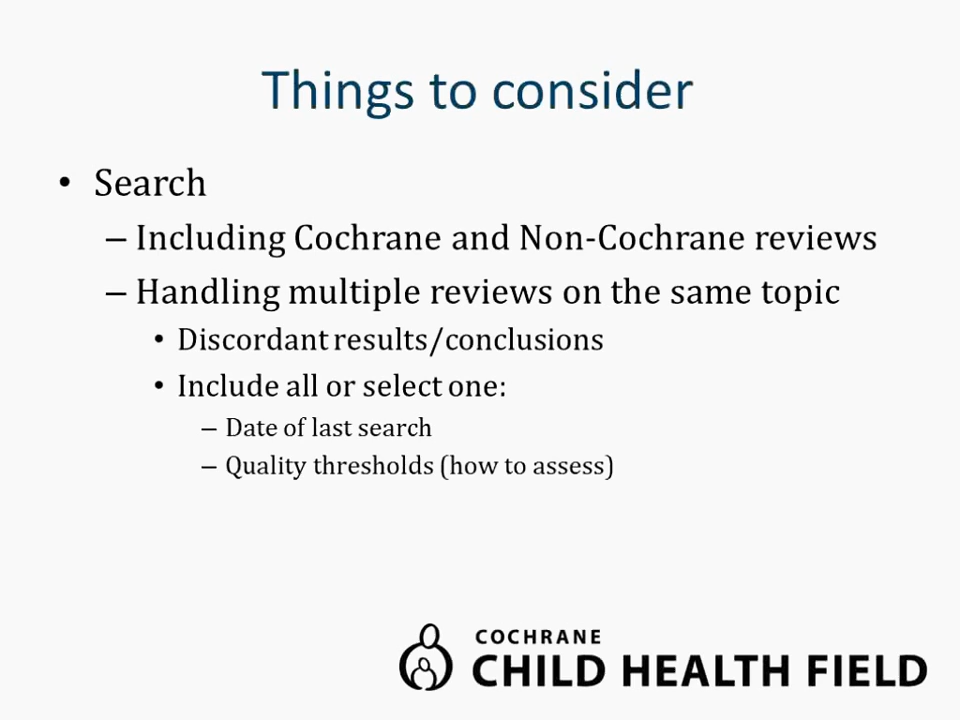 Things to consider
• Search
– Including Cochrane and Non-Cochrane reviews
– Handling multiple reviews on the same topic
• Discordant results/conclusions
• Include all or select one:
– Date of last search
– Quality thresholds (how to assess)
COCHRANE
CHILD HEALTH FIELD